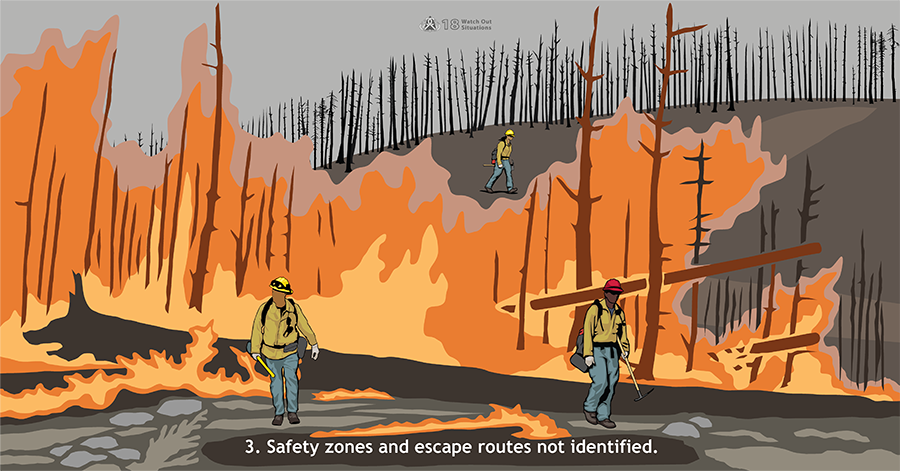 18 Watch Out
Situations
3. Safety zones and escape routes not identified.